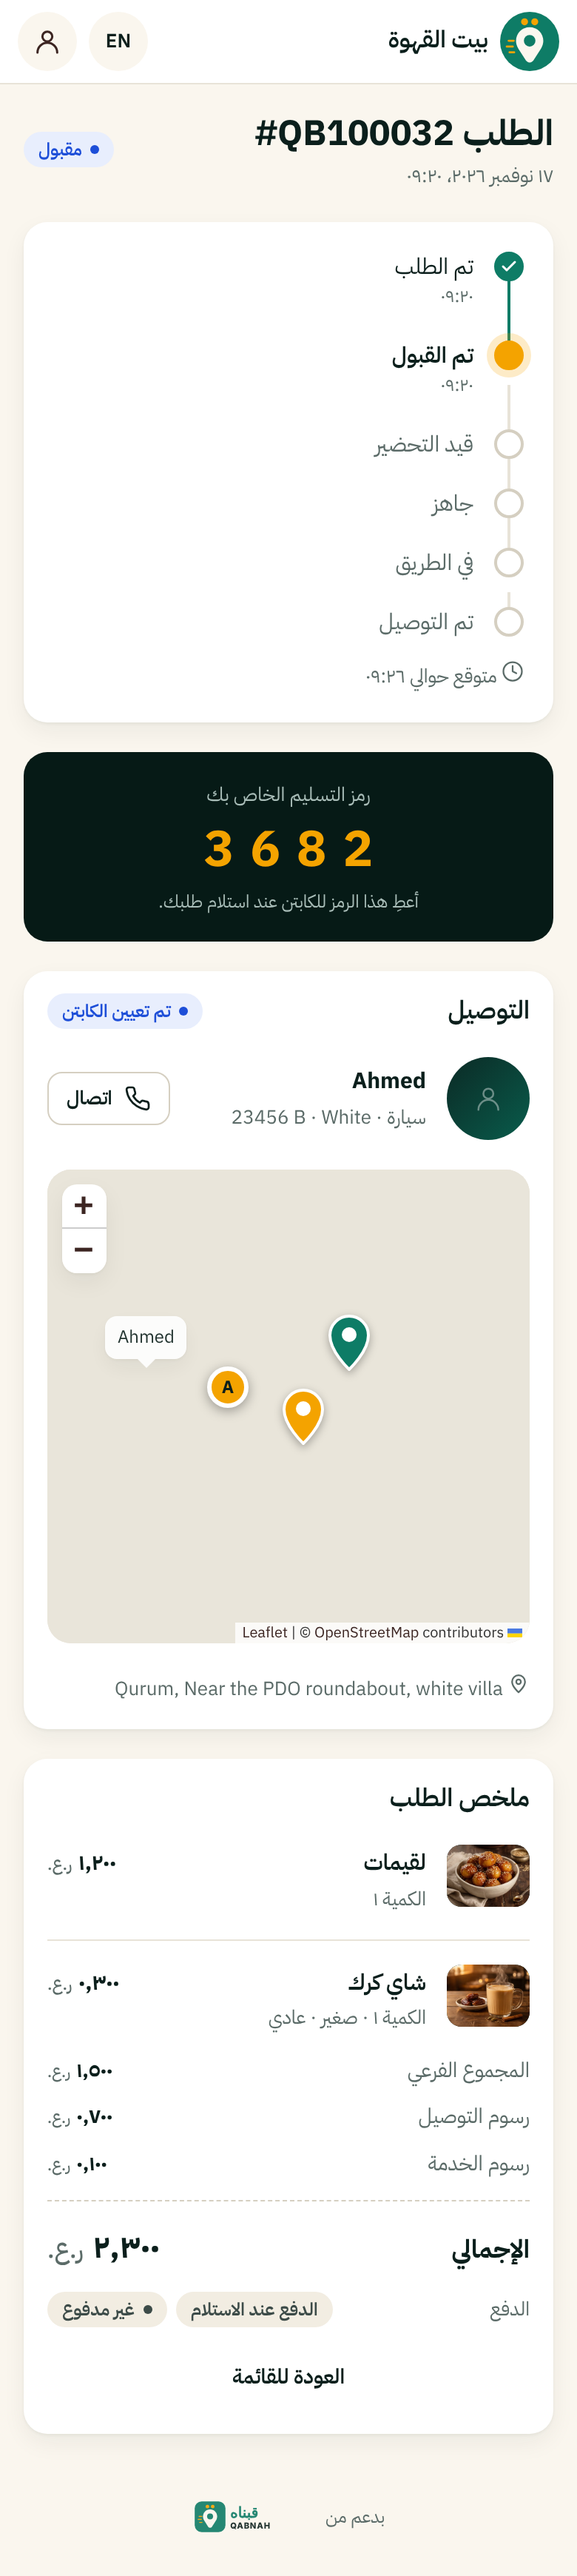 بيت القهوة
EN
الطلب QB100032#
مقبول
١٧ نوفمبر ٢٠٢٦، ٠٩:٢٠
تم الطلب
٠٩:٢٠
تم القبول
٠٩:٢٠
قيد التحضير
جاهز
في الطريق
تم التوصيل
متوقع حوالي ٠٩:٢٦
رمز التسليم الخاص بك
3 6 8 2
أعطِ هذا الرمز للكابتن عند استلام طلبك.
التوصيل
تم تعيين الكابتن
Ahmed
سيارة · White · 23456 B
اتصال
+
−
Ahmed
A
Leaflet | © OpenStreetMap contributors
Qurum, Near the PDO roundabout, white villa
ملخص الطلب
لقيمات
١,٢٠٠ ر.ع.
الكمية ١
شاي كرك
٠,٣٠٠ ر.ع.
الكمية ١ · صغير · عادي
المجموع الفرعي ١,٥٠٠ ر.ع.
رسوم التوصيل ٠,٧٠٠ ر.ع.
رسوم الخدمة ٠,١٠٠ ر.ع.
الإجمالي ٢,٣٠٠ ر.ع.
الدفع
الدفع عند الاستلام
غير مدفوع
العودة للقائمة
بدعم من
قبناه
QABNAH